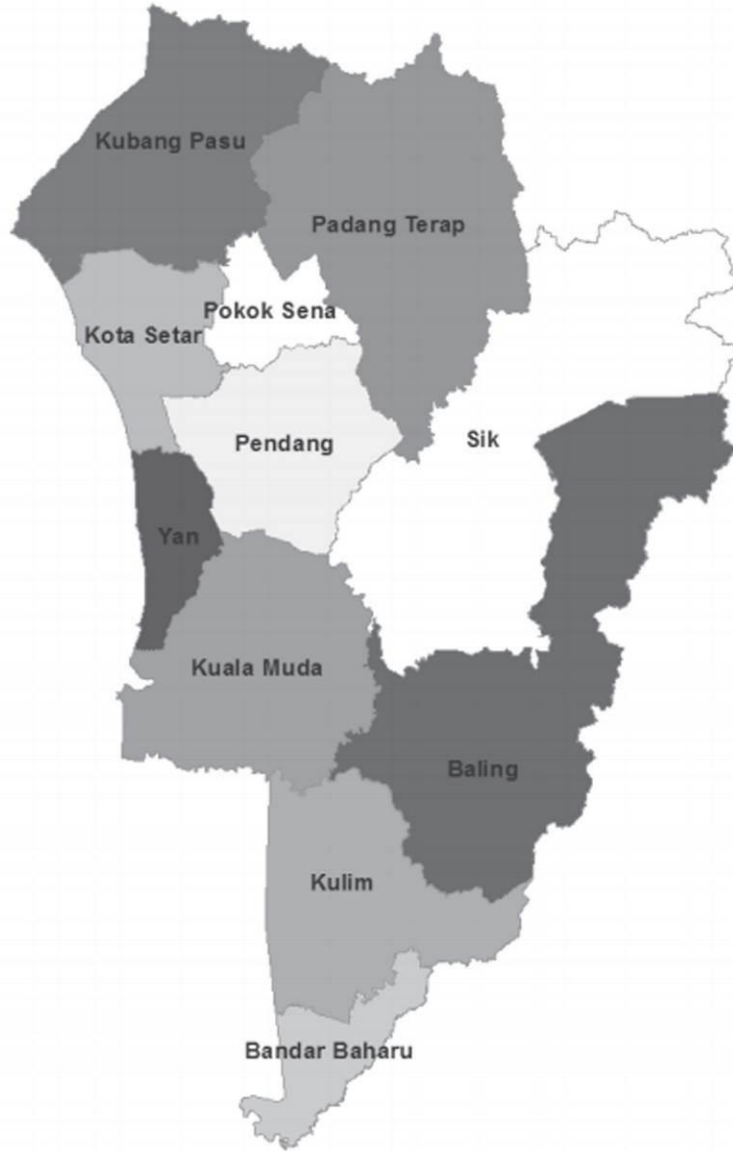 Kubang Pasu
Padang Terap
Pokok Sena
Kota Setar
Pendang
Sik
Yan
Kuala Muda
Baling
Kulim
Bandar Baharu